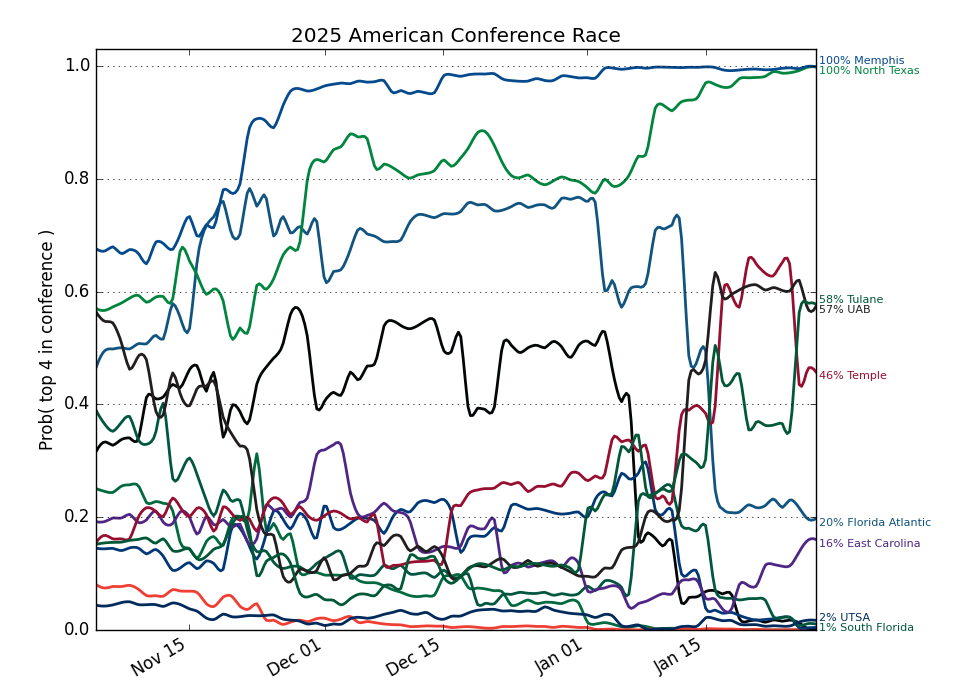 2025 American Conference Race
Prob( top 4 in conference )
1.0
0.8
0.6
0.4
0.2
0.0
Nov 15
Dec 01
Dec 15
Jan 01
Jan 15
100% Memphis
100% North Texas
58% Tulane
57% UAB
46% Temple
20% Florida Atlantic
16% East Carolina
2% UTSA
1% South Florida